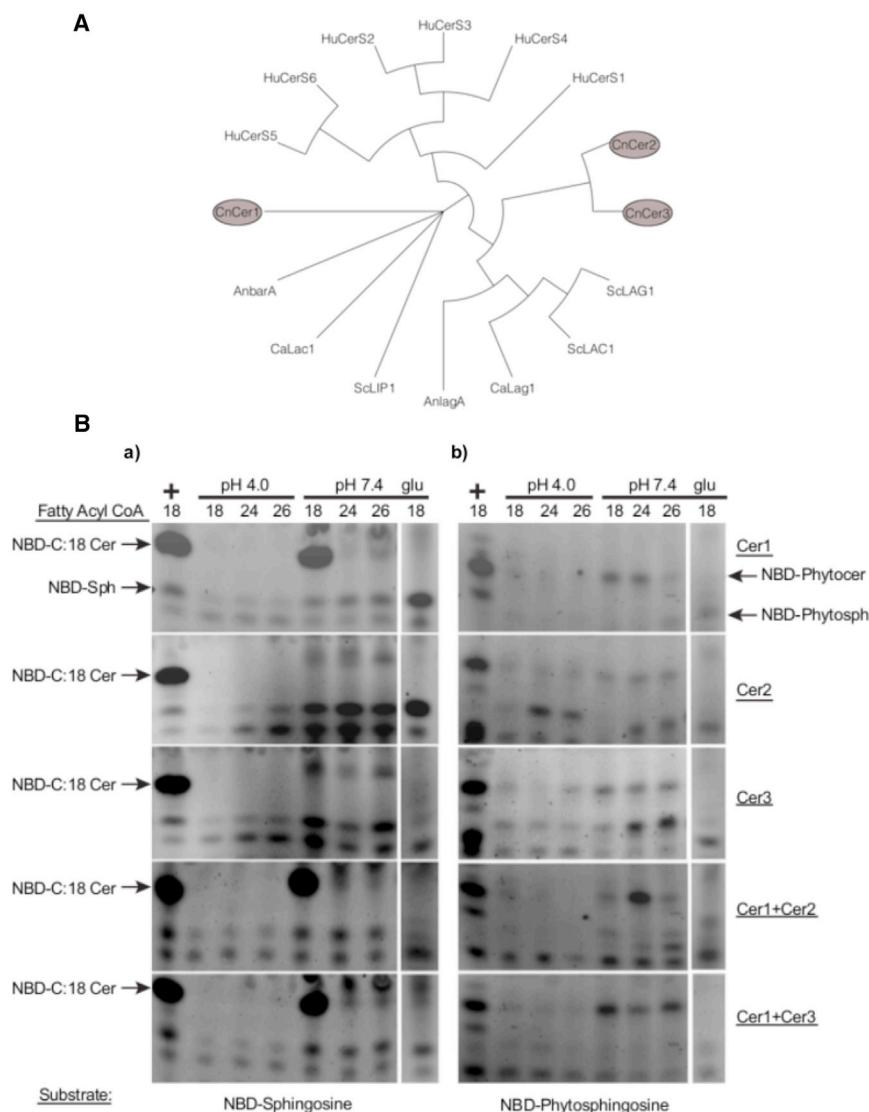 A
HuCerS3
HuCerS2
HuCerS4
HuCerS6
HuCerS1
HuCerS5
CnCer2
CnCer1
CnCer3
AnbarA
ScLAG1
CaLac1
ScLAC1
ScLIP1
AnlagA
CaLag1
B
a)
b)
+ pH 4.0 pH 7.4 glu + pH 4.0 pH 7.4 glu
Fatty Acyl CoA 18 18 24 26 18 24 26 18 18 18 24 26 18 24 26 18
NBD-C:18 Cer
Cer1
NBD-Phytocer
NBD-Sph
NBD-Phytosph
NBD-C:18 Cer
Cer2
NBD-C:18 Cer
Cer3
NBD-C:18 Cer
Cer1+Cer2
NBD-C:18 Cer
Cer1+Cer3
Substrate: NBD-Sphingosine NBD-Phytosphingosine